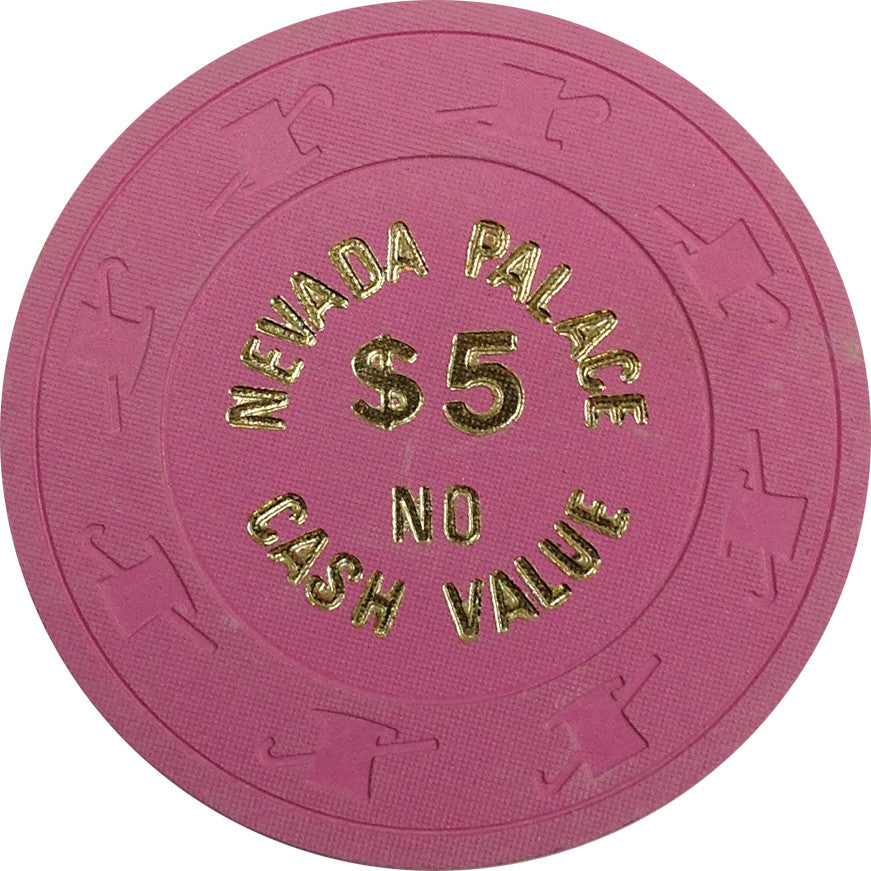 NEVADA PALACE
$5
NO
CASH VALUE